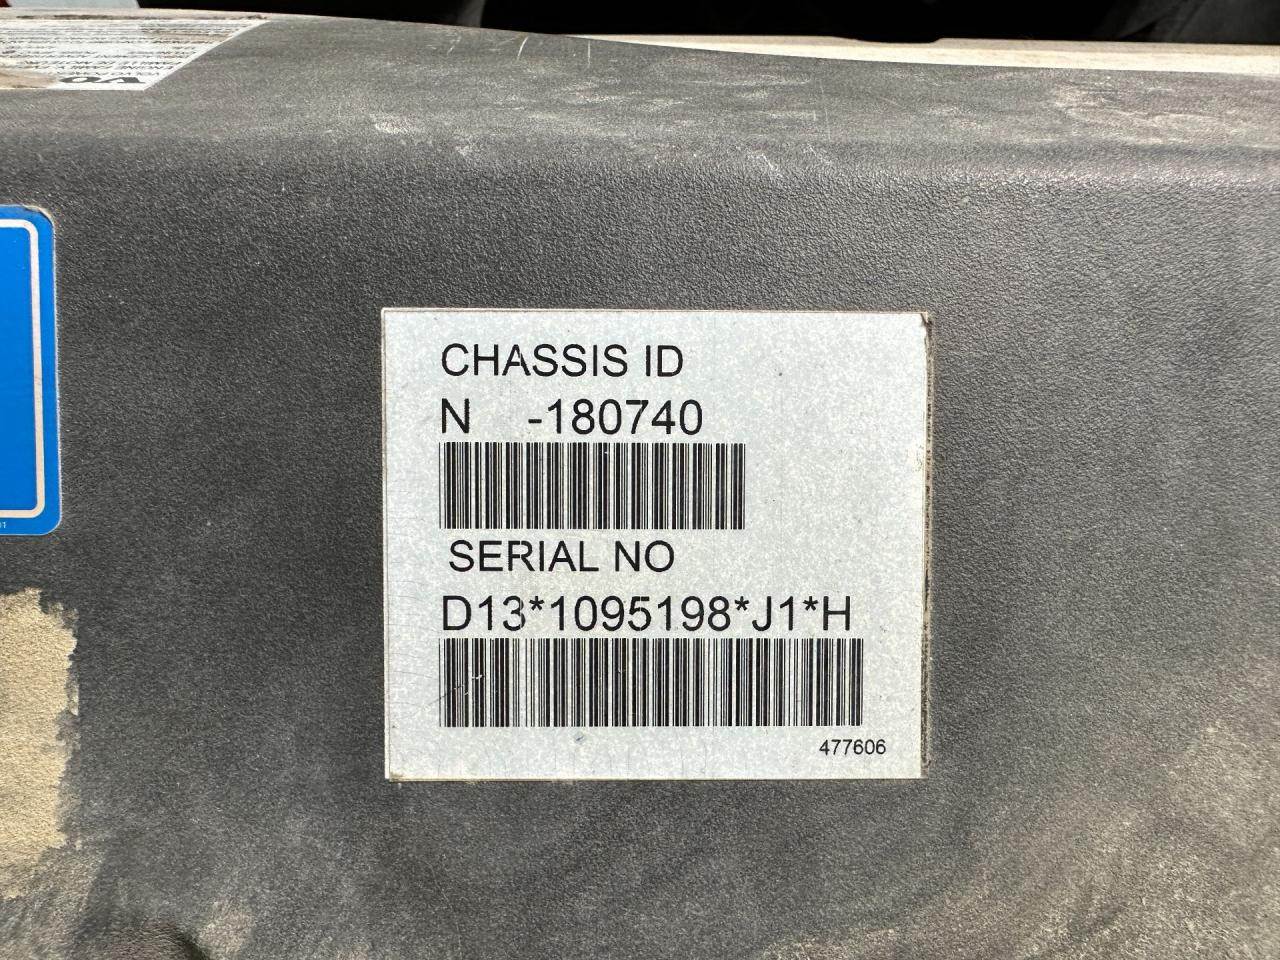 CHASSIS ID
N -180740
SERIAL NO
D13*1095198*J1*H
477606